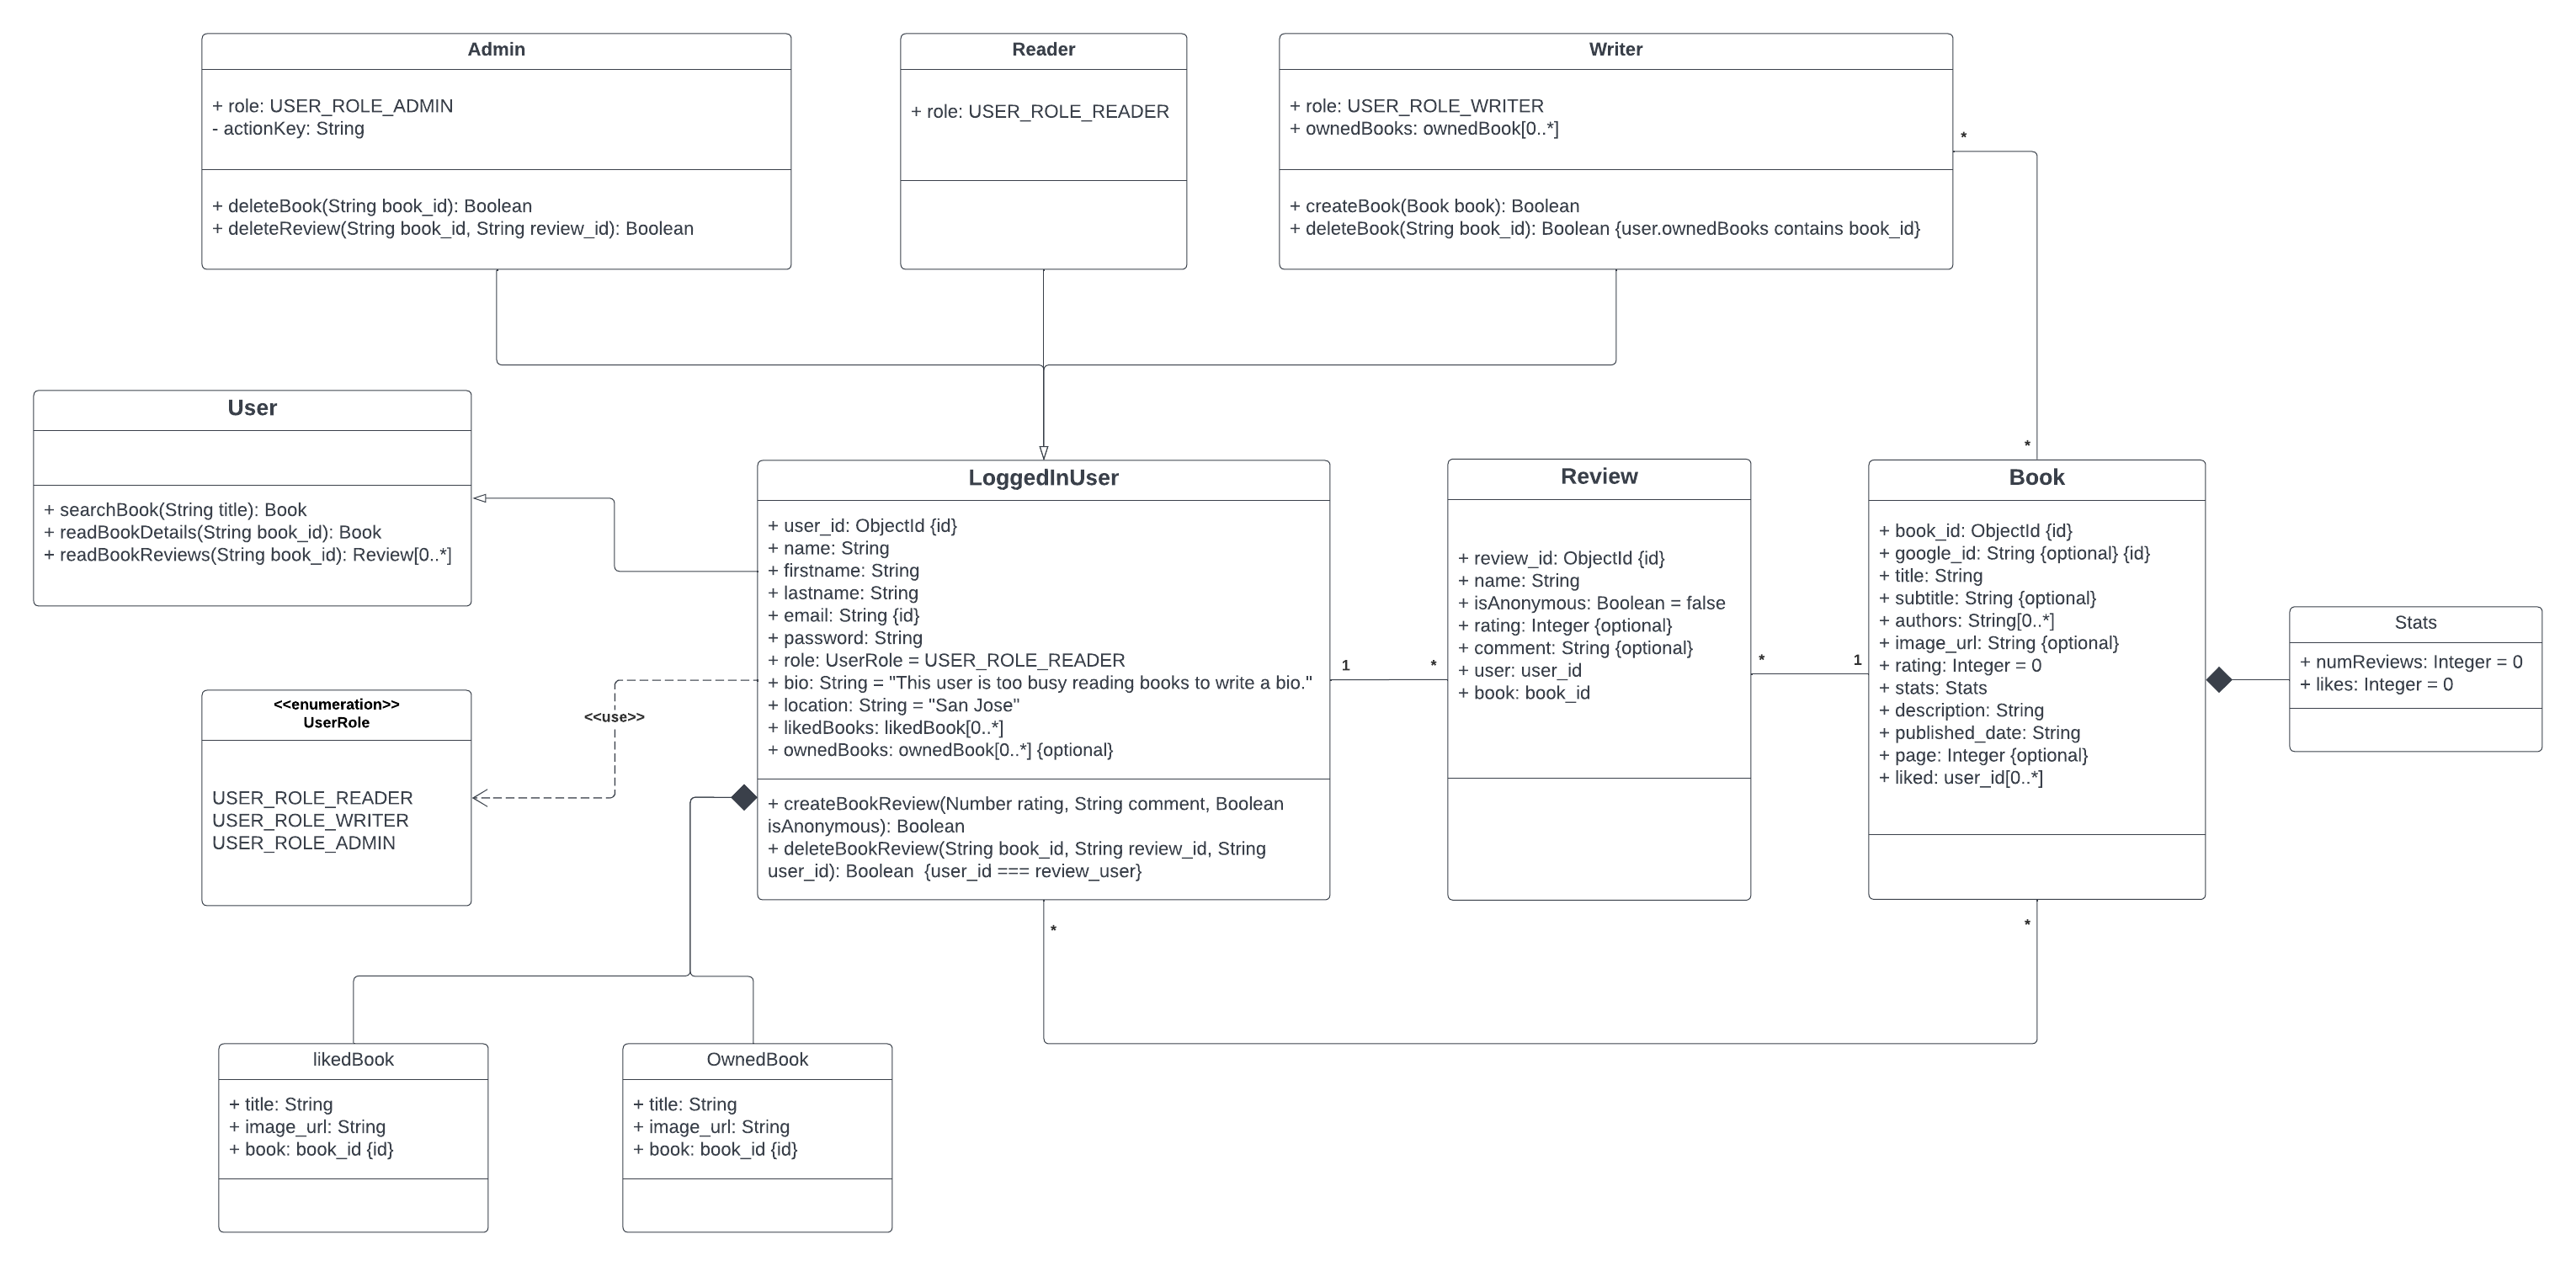 Admin
+ role: USER_ROLE_ADMIN
- actionKey: String
+ deleteBook(String book_id): Boolean
+ deleteReview(String book_id, String review_id): Boolean
Reader
+ role: USER_ROLE_READER
Writer
+ role: USER_ROLE_WRITER
+ ownedBooks: ownedBook[0..*]
+ createBook(Book book): Boolean
+ deleteBook(String book_id): Boolean {user.ownedBooks contains book_id}
*
*
User
+ searchBook(String title): Book
+ readBookDetails(String book_id): Book
+ readBookReviews(String book_id): Review[0..*]
LoggedInUser
+ user_id: ObjectId {id}
+ name: String
+ firstname: String
+ lastname: String
+ email: String {id}
+ password: String
+ role: UserRole = USER_ROLE_READER
+ bio: String = "This user is too busy reading books to write a bio."
+ location: String = "San Jose"
+ likedBooks: likedBook[0..*]
+ ownedBooks: ownedBook[0..*] {optional}
+ createBookReview(Number rating, String comment, Boolean
isAnonymous): Boolean
+ deleteBookReview(String book_id, String review_id, String
user_id): Boolean  {user_id === review_user}
1
*
Review
+ review_id: ObjectId {id}
+ name: String
+ isAnonymous: Boolean = false
+ rating: Integer {optional}
+ comment: String {optional}
+ user: user_id
+ book: book_id
*
1
Book
+ book_id: ObjectId {id}
+ google_id: String {optional} {id}
+ title: String
+ subtitle: String {optional}
+ authors: String[0..*]
+ image_url: String {optional}
+ rating: Integer = 0
+ stats: Stats
+ description: String
+ published_date: String
+ page: Integer {optional}
+ liked: user_id[0..*]
Stats
+ numReviews: Integer = 0
+ likes: Integer = 0
<<enumeration>>
UserRole
USER_ROLE_READER
USER_ROLE_WRITER
USER_ROLE_ADMIN
<<use>>
*
*
likedBook
+ title: String
+ image_url: String
+ book: book_id {id}
OwnedBook
+ title: String
+ image_url: String
+ book: book_id {id}